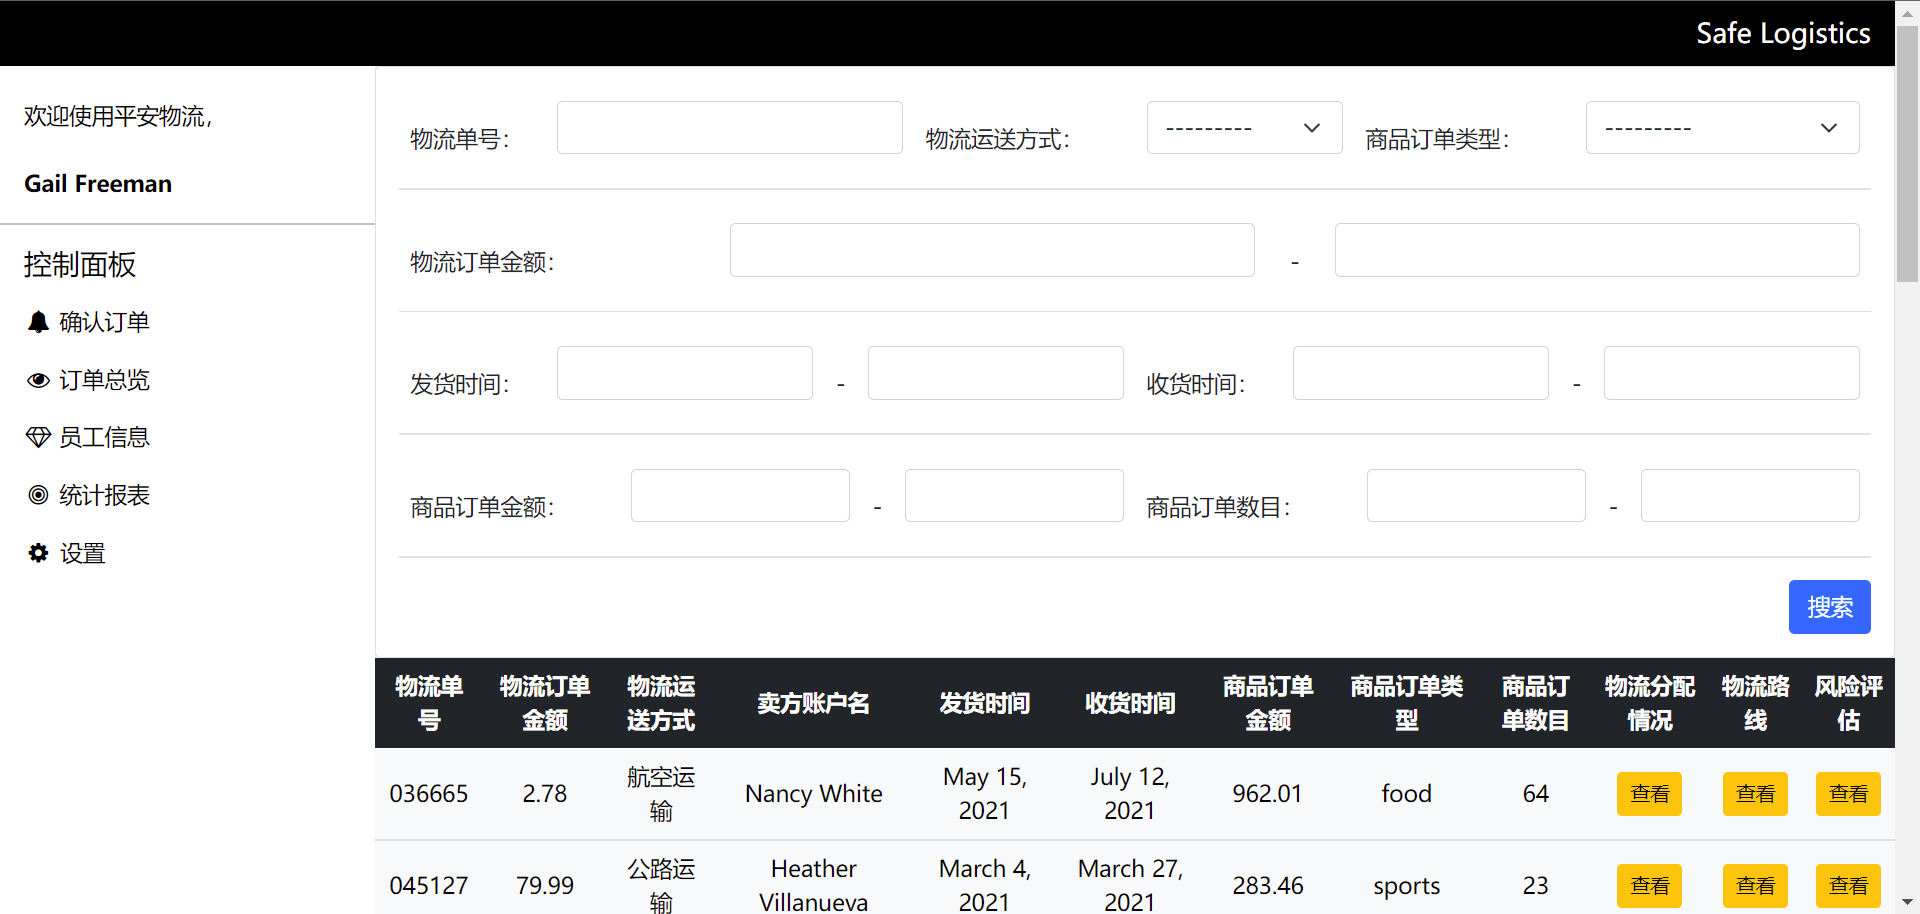 Safe Logistics
欢迎使用平安物流,
Gail Freeman
控制面板
确认订单
订单总览
员工信息
统计报表
设置
物流单号: 物流运送方式: --------- 商品订单类型: ---------
物流订单金额: -
发货时间: - 收货时间: -
商品订单金额: - 商品订单数目: -
搜索
物流单号 物流订单金额 物流运送方式 卖方账户名 发货时间 收货时间 商品订单金额 商品订单类型 商品订单数目 物流分配情况 物流路线 风险评估
036665 2.78 航空运输 Nancy White May 15, 2021 July 12, 2021 962.01 food 64 查看 查看 查看
045127 79.99 公路运输 Heather Villanueva March 4, 2021 March 27, 2021 283.46 sports 23 查看 查看 查看